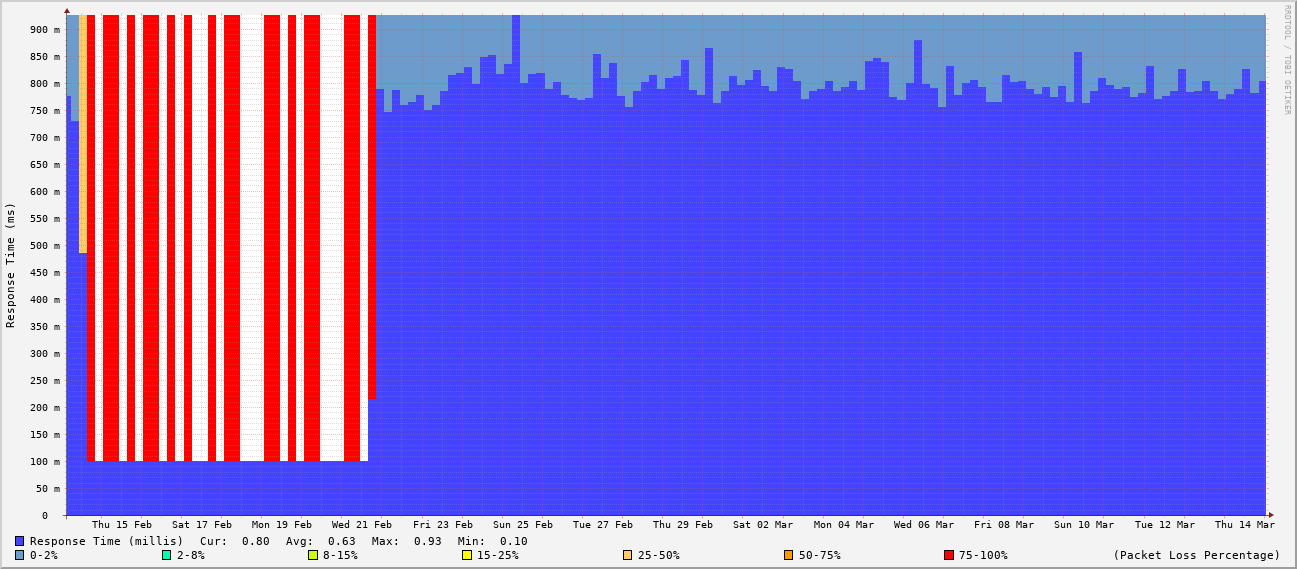 RRDTOOL / TOBI OETIKER
Response Time (ms)
900 m
850 m
800 m
750 m
700 m
650 m
600 m
550 m
500 m
450 m
400 m
350 m
300 m
250 m
200 m
150 m
100 m
50 m
0
Thu 15 Feb Sat 17 Feb Mon 19 Feb Wed 21 Feb Fri 23 Feb Sun 25 Feb Tue 27 Feb Thu 29 Feb Sat 02 Mar Mon 04 Mar Wed 06 Mar Fri 08 Mar Sun 10 Mar Tue 12 Mar Thu 14 Mar
Response Time (millis) Cur: 0.80 Avg: 0.63 Max: 0.93 Min: 0.10
0-2% 2-8% 8-15% 15-25% 25-50% 50-75% 75-100% (Packet Loss Percentage)